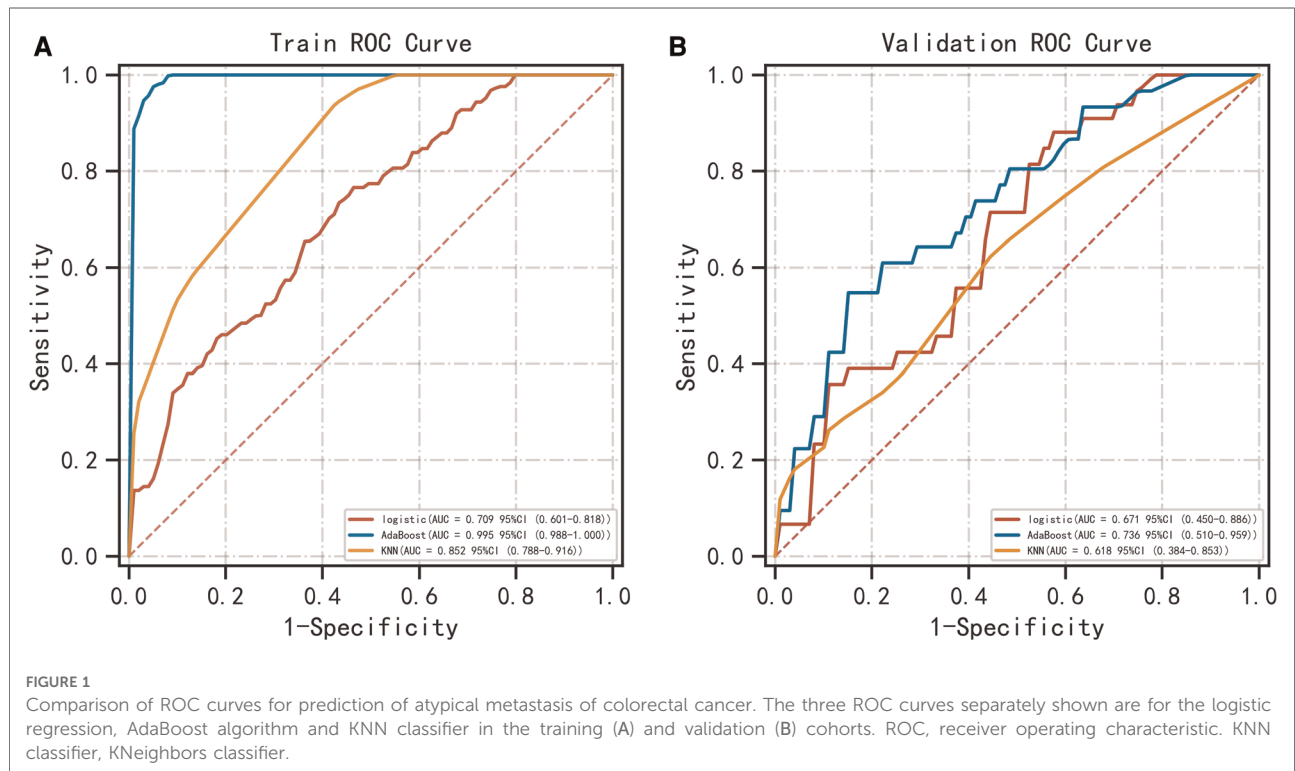 A
Train ROC Curve
1.0
0.8
0.6
0.4
0.2
0.0
Sensitivity
logistic(AUC = 0.709 95%CI (0.601-0.818))
AdaBoost(AUC = 0.995 95%CI (0.988-1.000))
KNN(AUC = 0.852 95%CI (0.788-0.916))
0.0 0.2 0.4 0.6 0.8 1.0
1-Specificity
B
Validation ROC Curve
1.0
0.8
0.6
0.4
0.2
0.0
Sensitivity
logistic(AUC = 0.671 95%CI (0.450-0.886))
AdaBoost(AUC = 0.736 95%CI (0.510-0.959))
KNN(AUC = 0.618 95%CI (0.384-0.853))
0.0 0.2 0.4 0.6 0.8 1.0
1-Specificity
FIGURE 1
Comparison of ROC curves for prediction of atypical metastasis of colorectal cancer. The three ROC curves separately shown are for the logistic
regression, AdaBoost algorithm and KNN classifier in the training (A) and validation (B) cohorts. ROC, receiver operating characteristic. KNN
classifier, KNeighbors classifier.